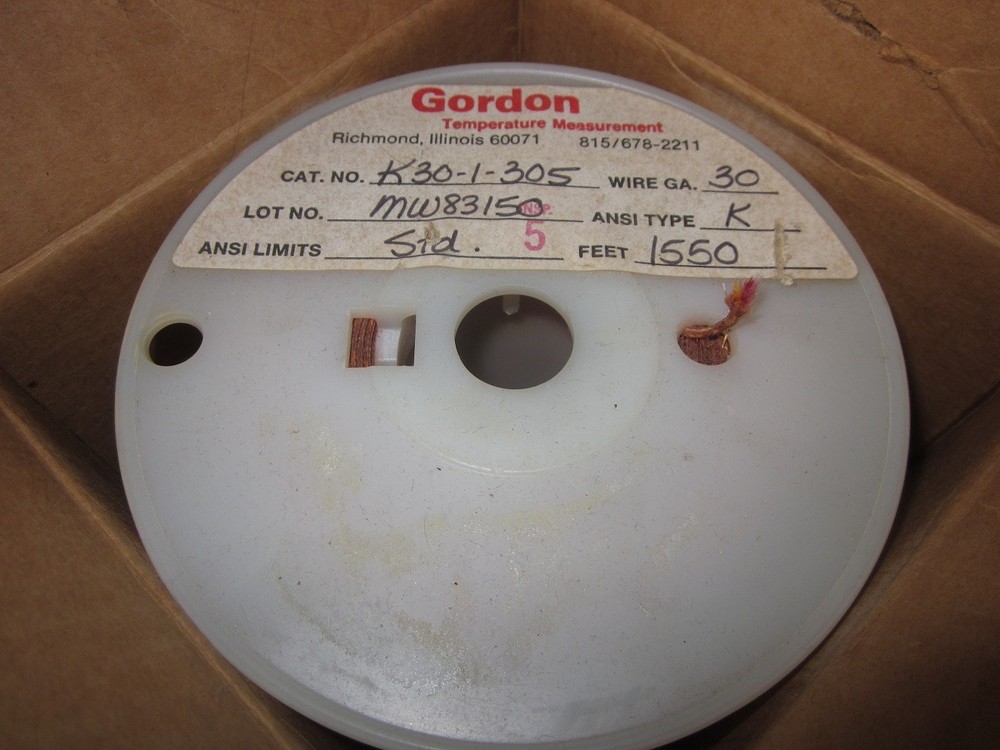 Gordon
Temperature Measurement
Richmond, Illinois 60071 815/678-2211
CAT. NO. K30-1-305 WIRE GA. 30
LOT NO. MW83150 ANSI TYPE K
INSP.
5
ANSI LIMITS Std. FEET 1550